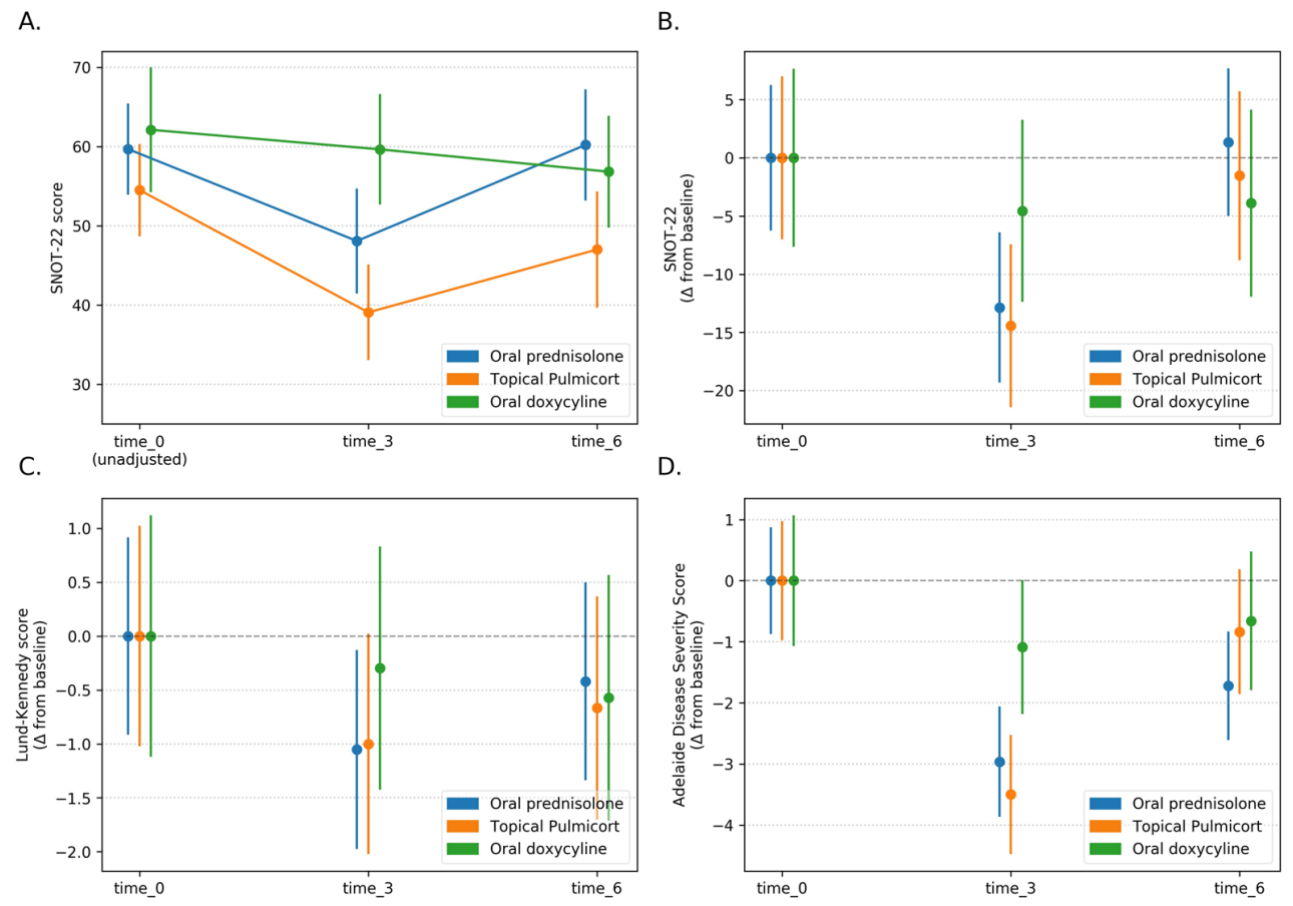 A.
SNOT-22 score
70
60
50
40
30
time_0
(unadjusted)
time_3
time_6
Oral prednisolone
Topical Pulmicort
Oral doxycyline
B.
SNOT-22
(Δ from baseline)
5
0
−5
−10
−15
−20
time_0
time_3
time_6
Oral prednisolone
Topical Pulmicort
Oral doxycyline
C.
Lund-Kennedy score
(Δ from baseline)
1.0
0.5
0.0
−0.5
−1.0
−1.5
−2.0
time_0
time_3
time_6
Oral prednisolone
Topical Pulmicort
Oral doxycyline
D.
Adelaide Disease Severity Score
(Δ from baseline)
1
0
−1
−2
−3
−4
time_0
time_3
time_6
Oral prednisolone
Topical Pulmicort
Oral doxycyline